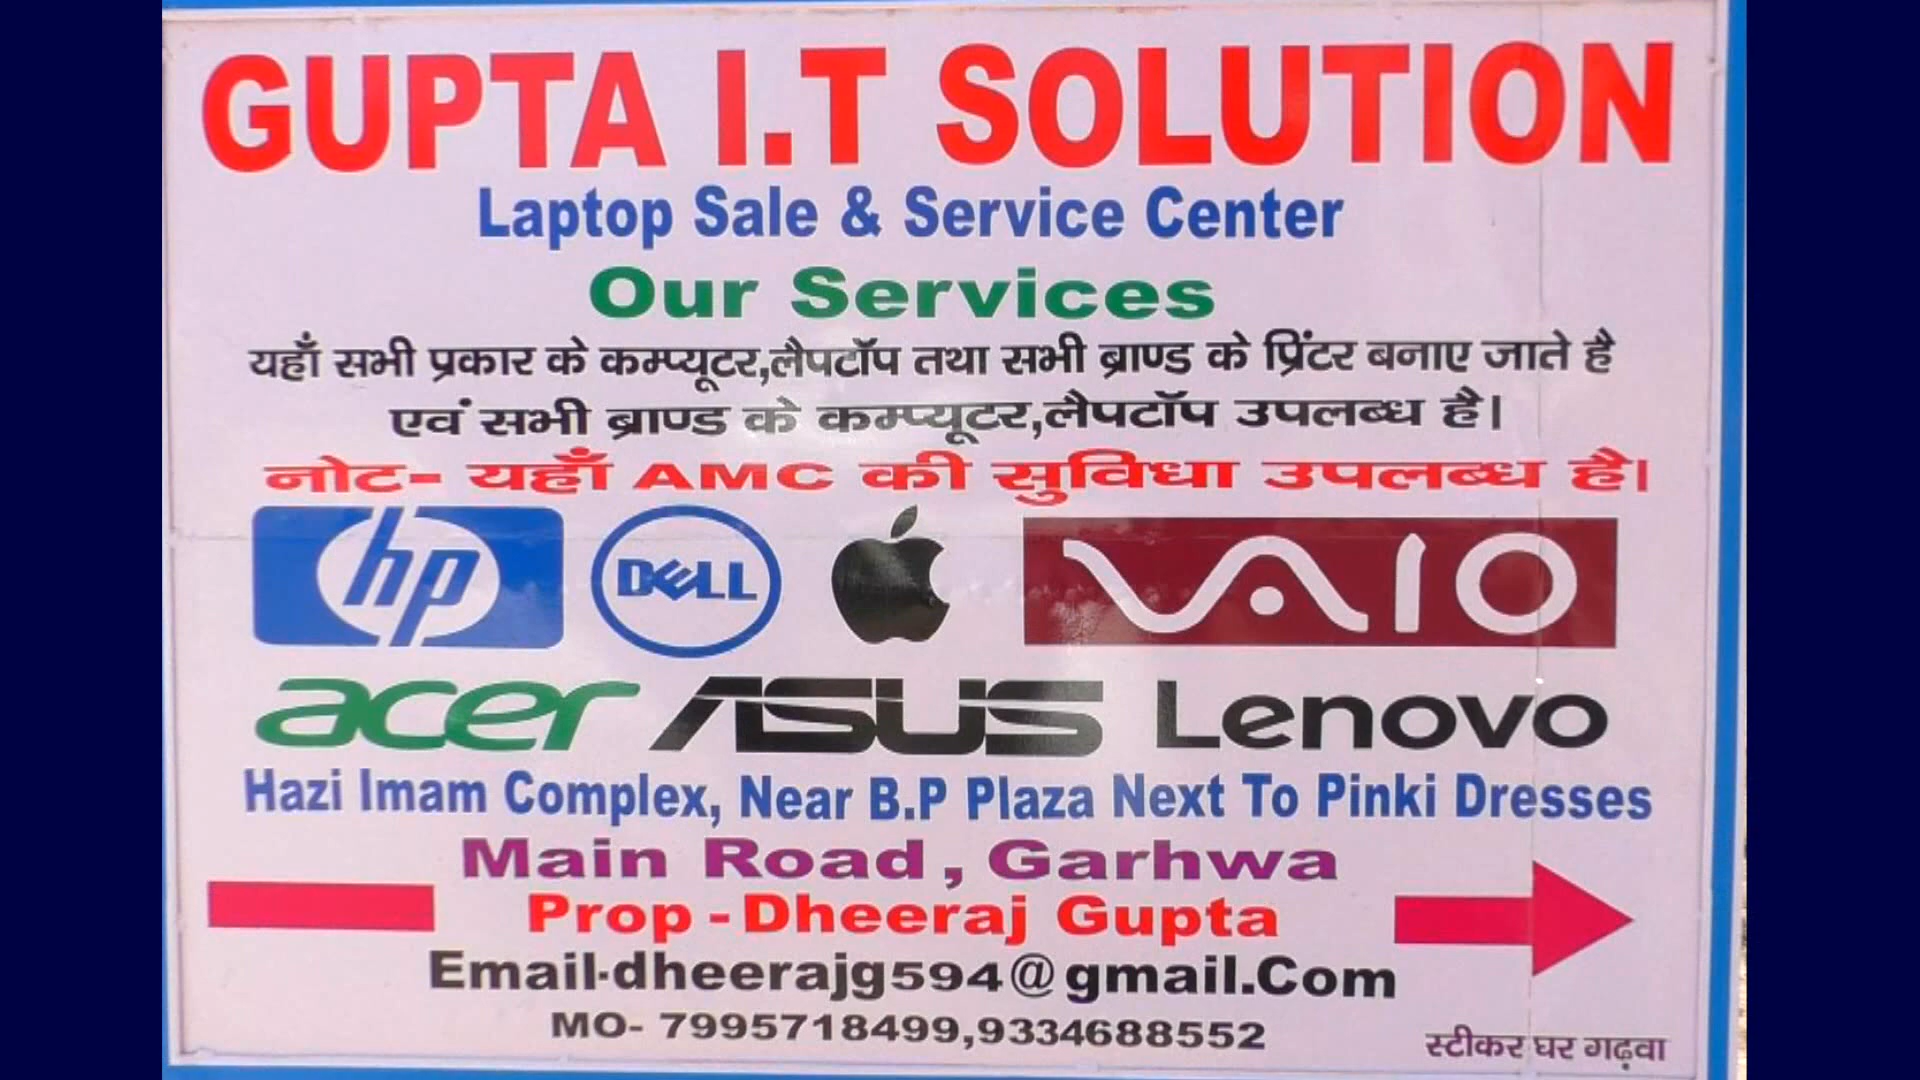 GUPTA I.T SOLUTION
Laptop Sale & Service Center
Our Services
यहाँ सभी प्रकार के कम्प्यूटर,लैपटॉप तथा सभी ब्राण्ड के प्रिंटर बनाए जाते है
एवं सभी ब्राण्ड के कम्प्यूटर,लैपटॉप उपलब्ध है।
नोट- यहाँ AMC की सुविधा उपलब्ध है।
hp DELL VAIO
acer ASUS Lenovo
Hazi Imam Complex, Near B.P Plaza Next To Pinki Dresses
Main Road, Garhwa
Prop - Dheeraj Gupta
Email-dheerajg594@gmail.Com
MO- 7995718499,9334688552
स्टीकर घर गढ़वा